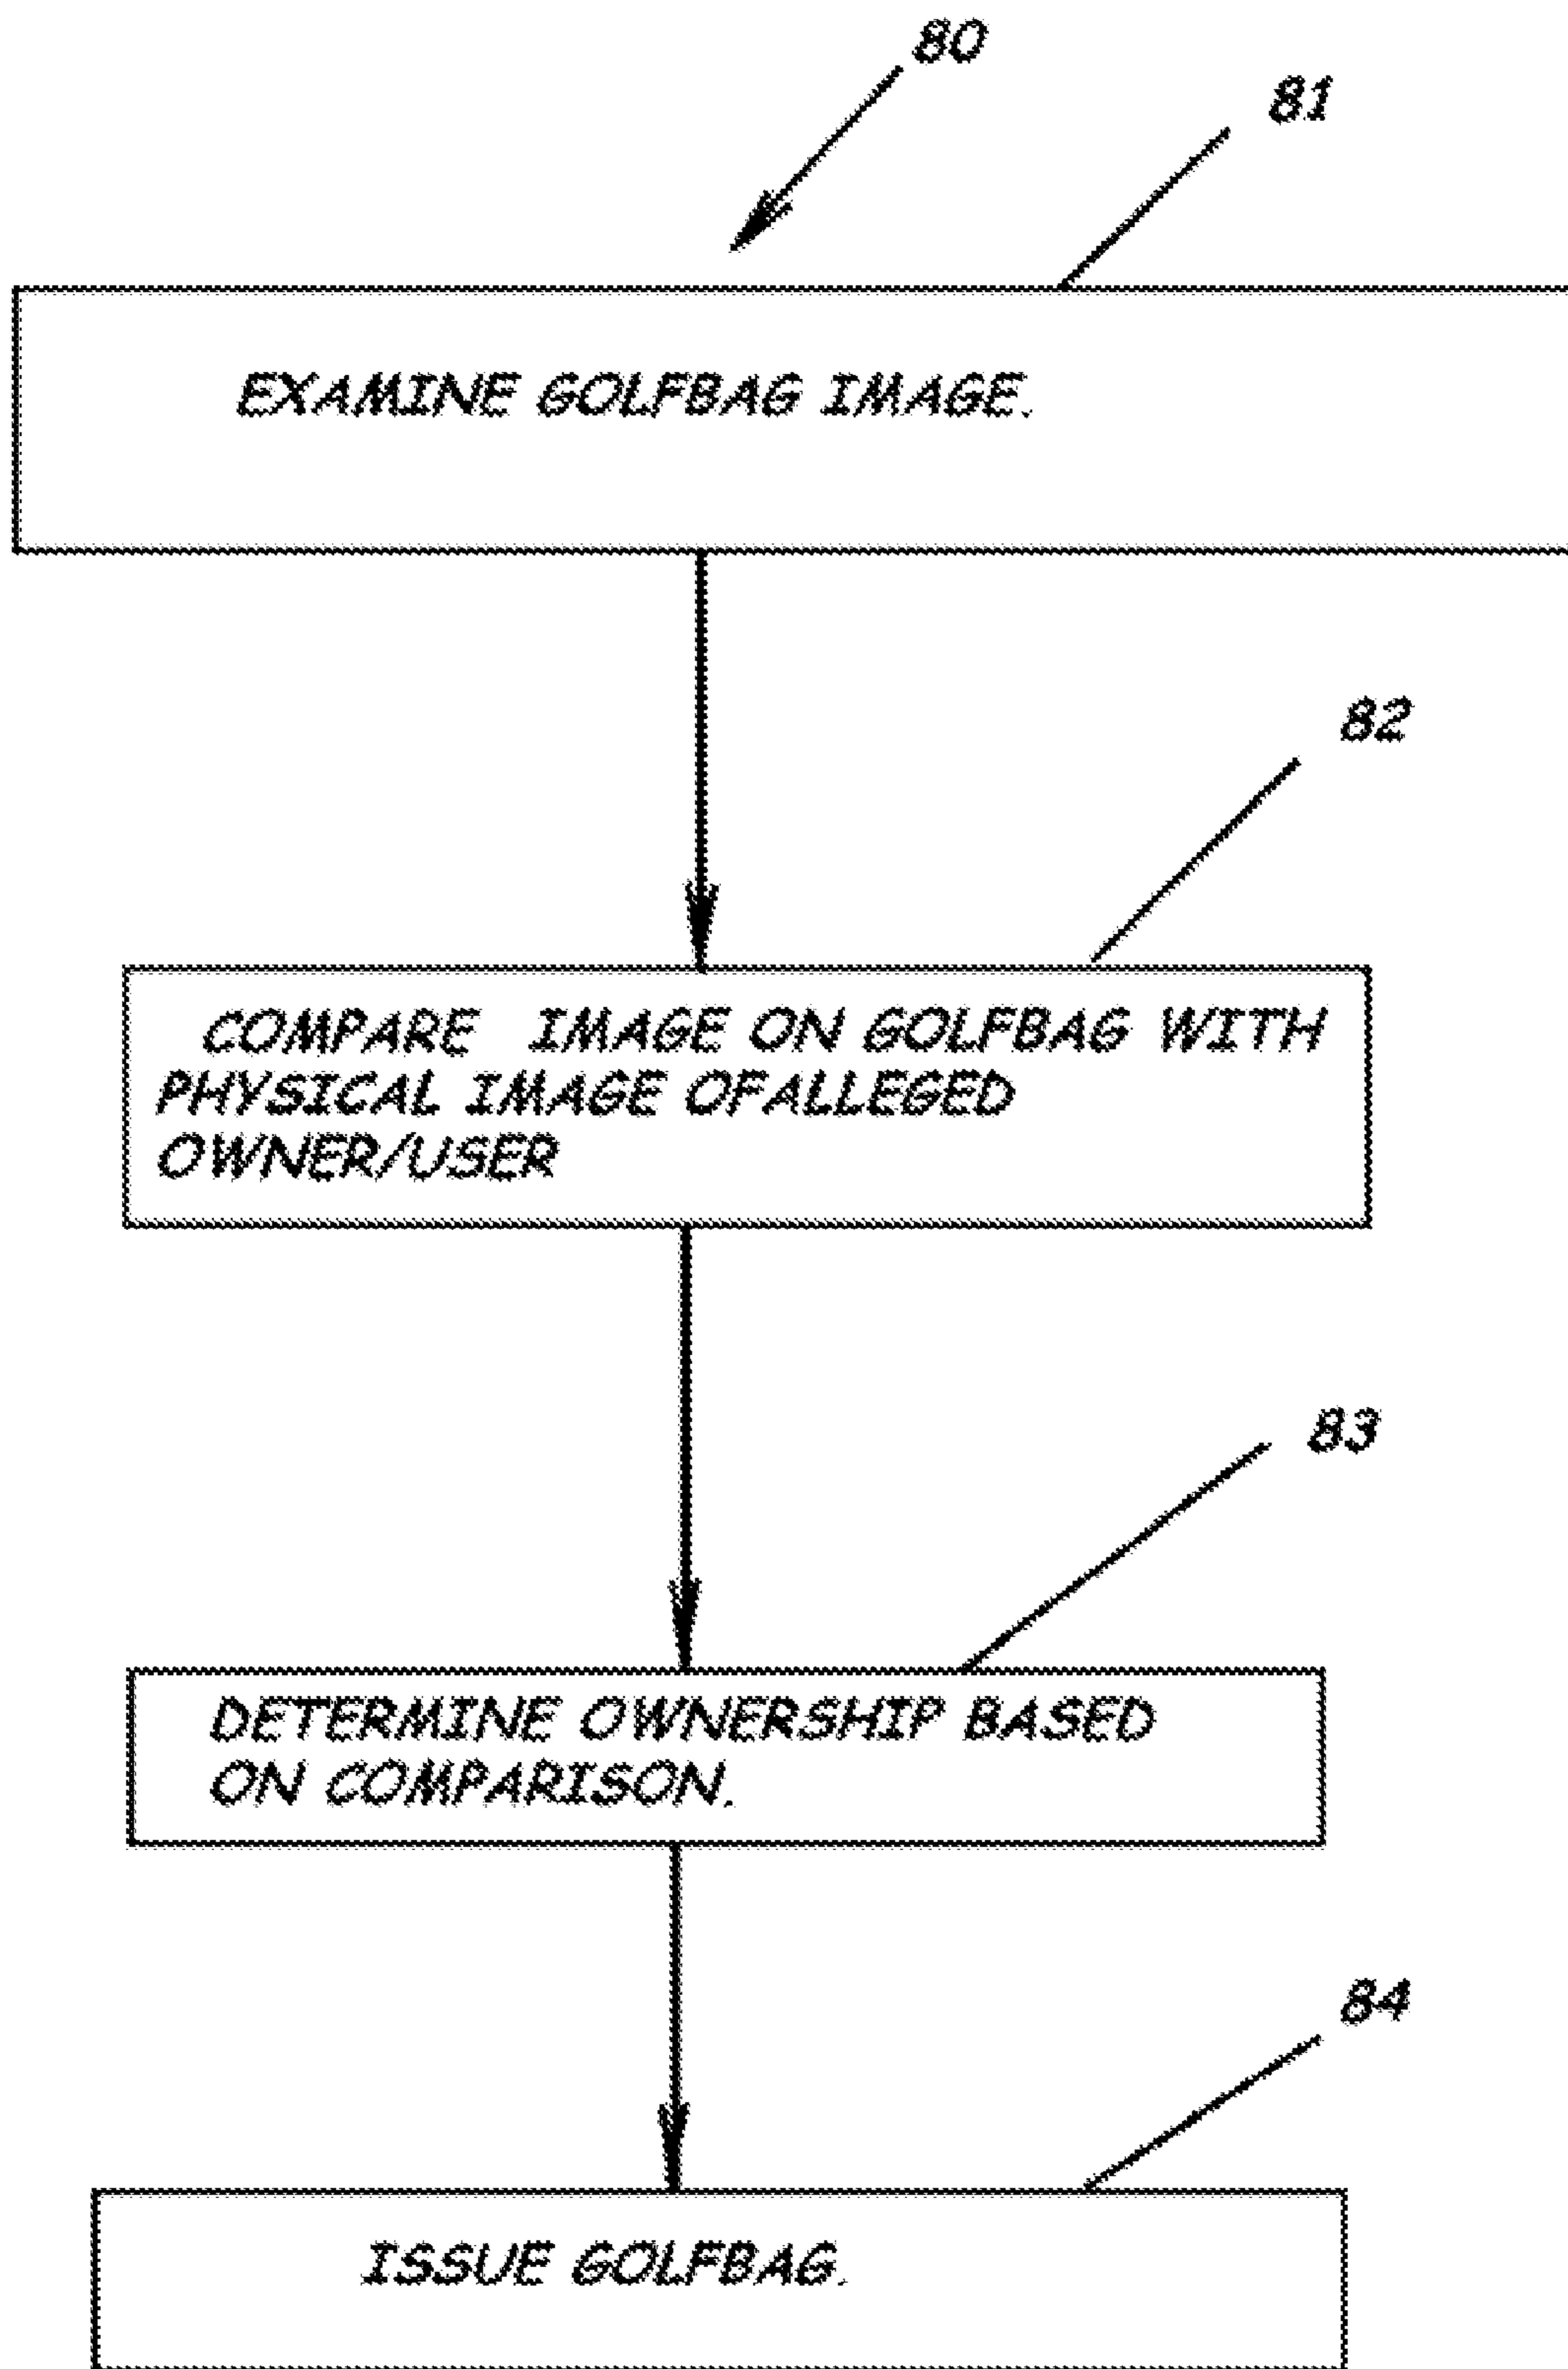 80
81
EXAMINE GOLFBAG IMAGE.
82
COMPARE IMAGE ON GOLFBAG WITH
PHYSICAL IMAGE OFALLEGED
OWNER/USER
83
DETERMINE OWNERSHIP BASED
ON COMPARISON.
84
ISSUE GOLFBAG.